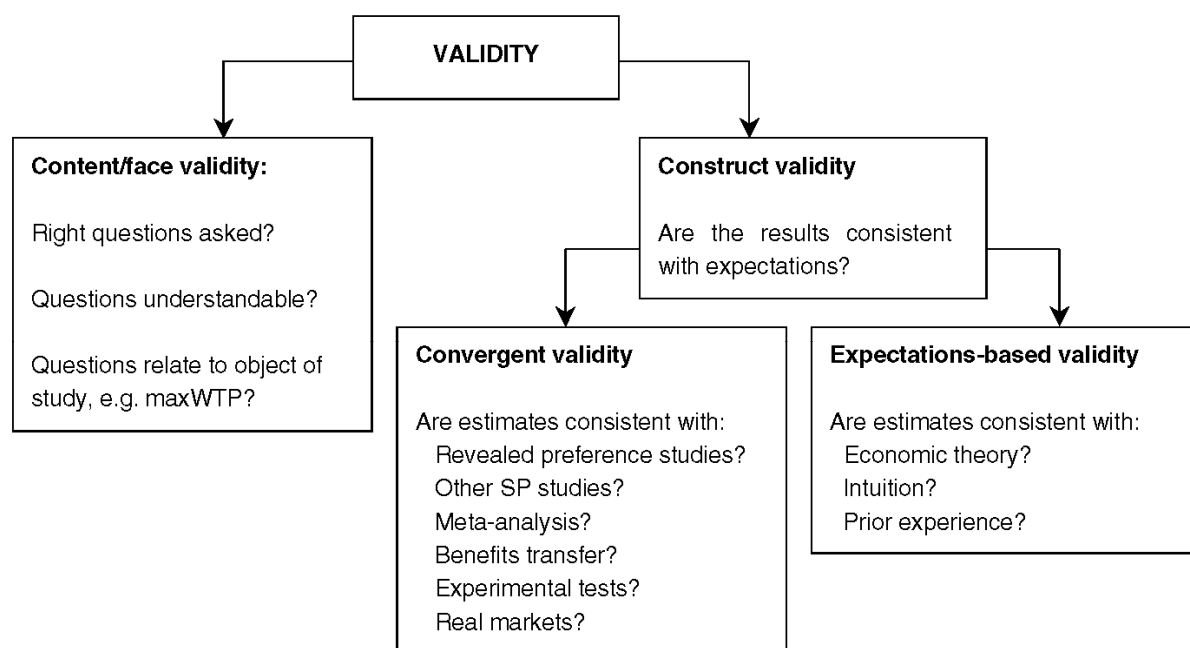 VALIDITY
Content/face validity:
Right questions asked?
Questions understandable?
Questions relate to object of
study, e.g. maxWTP?
Construct validity
Are the results consistent
with expectations?
Convergent validity
Are estimates consistent with:
Revealed preference studies?
Other SP studies?
Meta-analysis?
Benefits transfer?
Experimental tests?
Real markets?
Expectations-based validity
Are estimates consistent with:
Economic theory?
Intuition?
Prior experience?